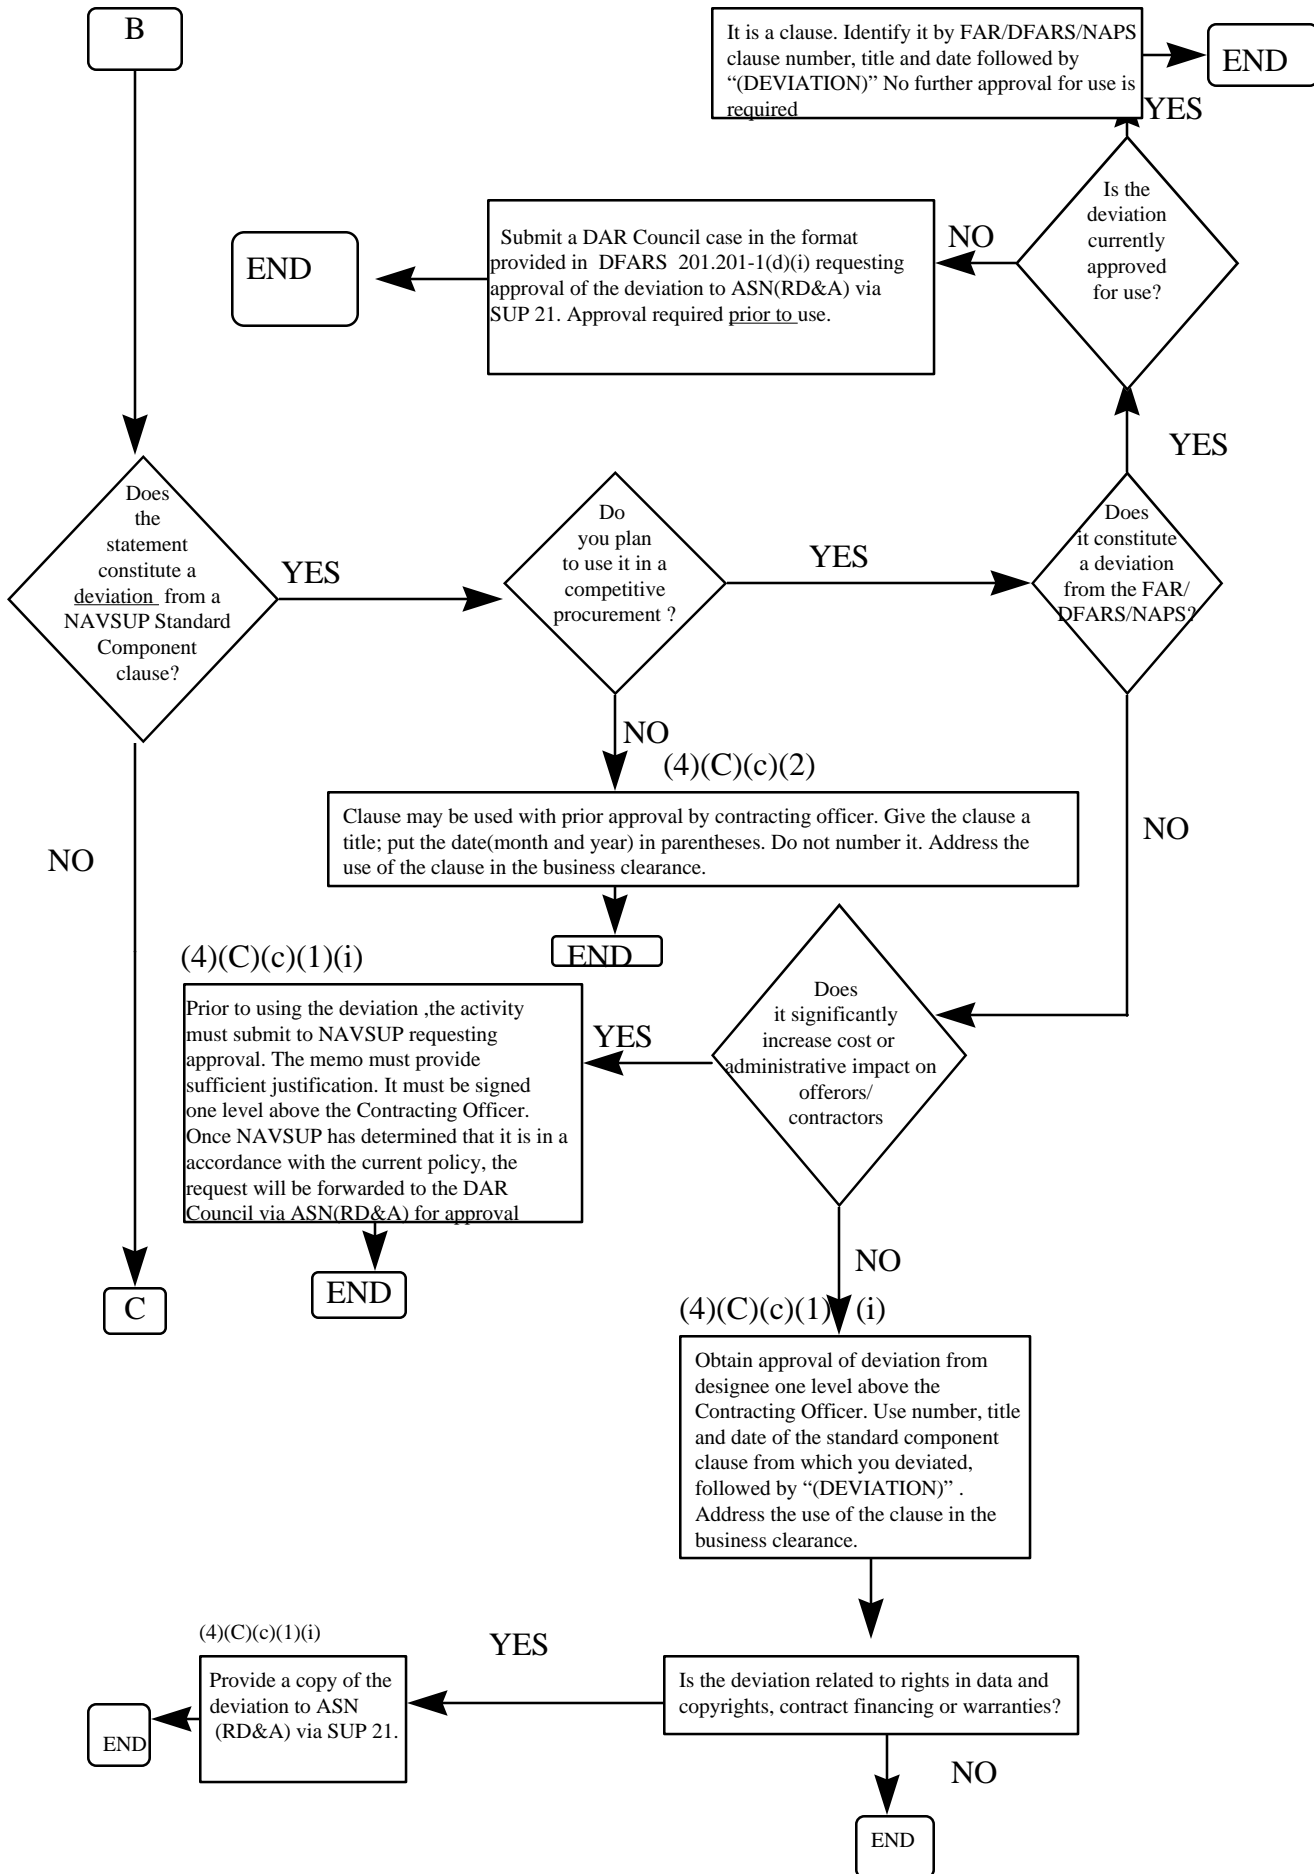 B
It is a clause. Identify it by FAR/DFARS/NAPS
clause number, title and date followed by
“(DEVIATION)” No further approval for use is
required
END
YES
Is the
deviation
currently
approved
for use?
NO
Submit a DAR Council case in the format
provided in DFARS 201.201-1(d)(i) requesting
approval of the deviation to ASN(RD&A) via
SUP 21. Approval required prior to use.
END
YES
Does
the
statement
constitute a
deviation from a
NAVSUP Standard
Component
clause?
YES
Do
you plan
to use it in a
competitive
procurement ?
YES
Does
it constitute
a deviation
from the FAR/
DFARS/NAPS?
NO
(4)(C)(c)(2)
Clause may be used with prior approval by contracting officer. Give the clause a
title; put the date(month and year) in parentheses. Do not number it. Address the
use of the clause in the business clearance.
NO
NO
END
(4)(C)(c)(1)(i)
Prior to using the deviation ,the activity
must submit to NAVSUP requesting
approval. The memo must provide
sufficient justification. It must be signed
one level above the Contracting Officer.
Once NAVSUP has determined that it is in a
accordance with the current policy, the
request will be forwarded to the DAR
Council via ASN(RD&A) for approval
YES
Does
it significantly
increase cost or
administrative impact on
offerors/
contractors
END
C
NO
(4)(C)(c)(1) (i)
Obtain approval of deviation from
designee one level above the
Contracting Officer. Use number, title
and date of the standard component
clause from which you deviated,
followed by “(DEVIATION)” .
Address the use of the clause in the
business clearance.
(4)(C)(c)(1)(i)
YES
Provide a copy of the
deviation to ASN
(RD&A) via SUP 21.
Is the deviation related to rights in data and
copyrights, contract financing or warranties?
END
NO
END